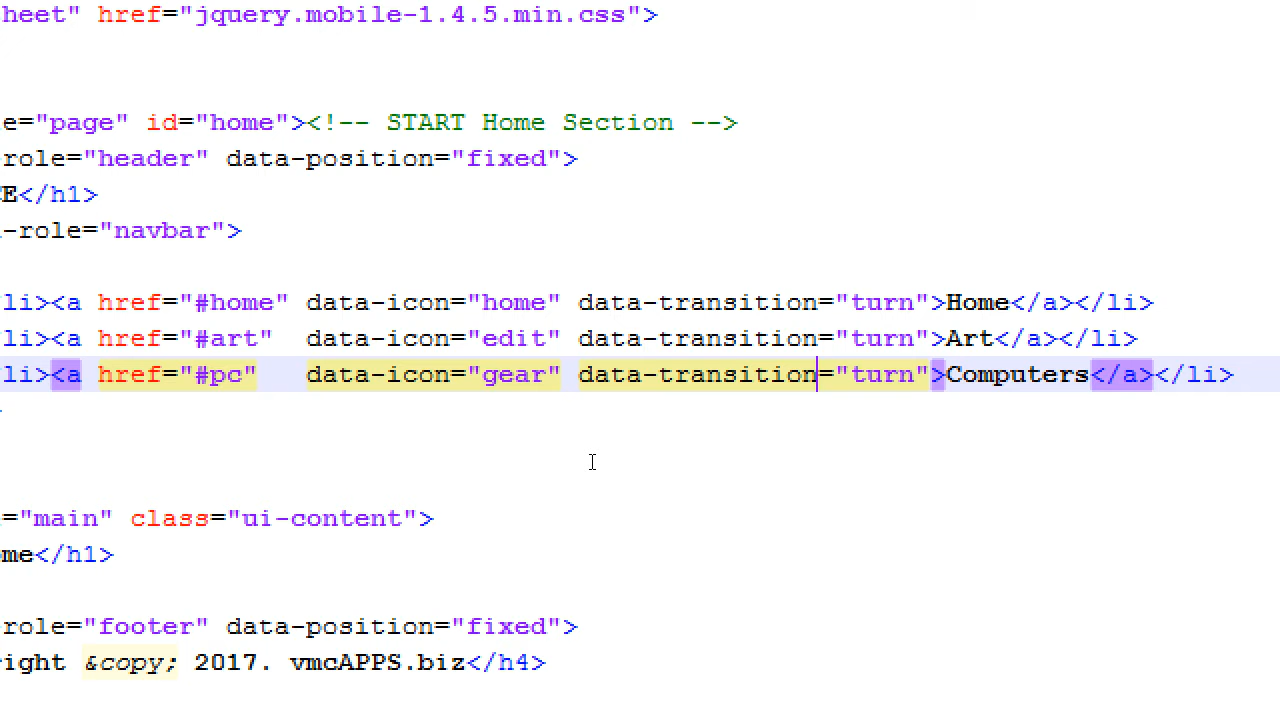 heet" href="jquery.mobile-1.4.5.min.css">
e="page" id="home"><!-- START Home Section -->
role="header" data-position="fixed">
E</h1>
-role="navbar">
li><a href="#home" data-icon="home" data-transition="turn">Home</a></li>
li><a href="#art"  data-icon="edit" data-transition="turn">Art</a></li>
li><a href="#pc"   data-icon="gear" data-transition="turn">Computers</a></li>
="main" class="ui-content">
me</h1>
role="footer" data-position="fixed">
ight &copy; 2017. vmcAPPS.biz</h4>